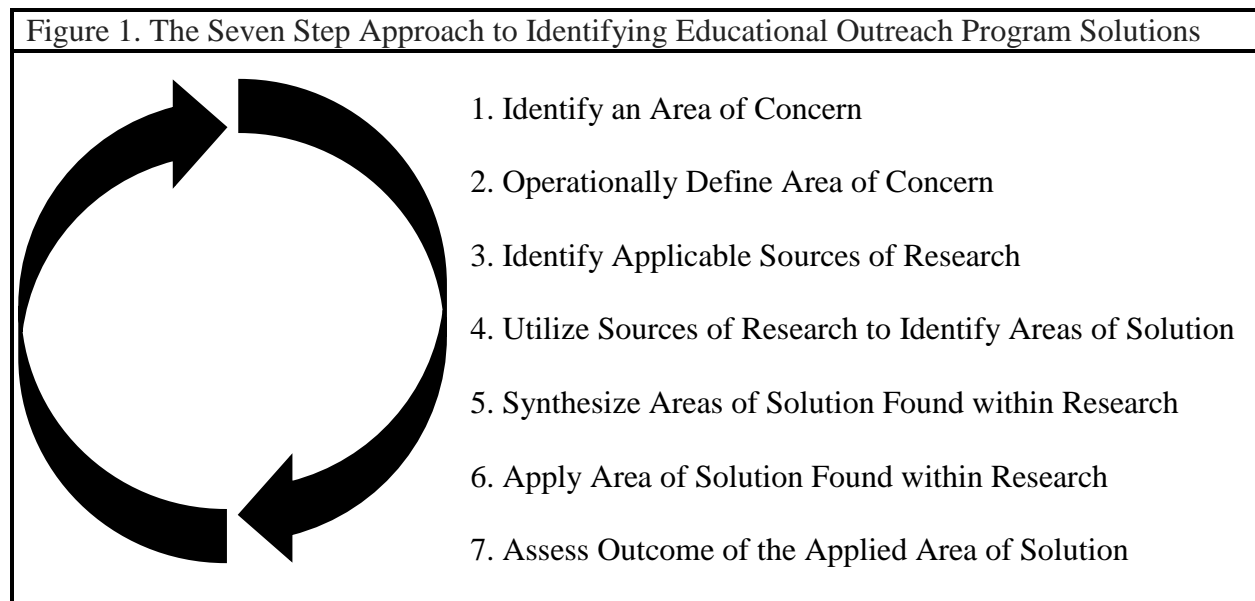 Figure 1. The Seven Step Approach to Identifying Educational Outreach Program Solutions
1. Identify an Area of Concern
2. Operationally Define Area of Concern
3. Identify Applicable Sources of Research
4. Utilize Sources of Research to Identify Areas of Solution
5. Synthesize Areas of Solution Found within Research
6. Apply Area of Solution Found within Research
7. Assess Outcome of the Applied Area of Solution